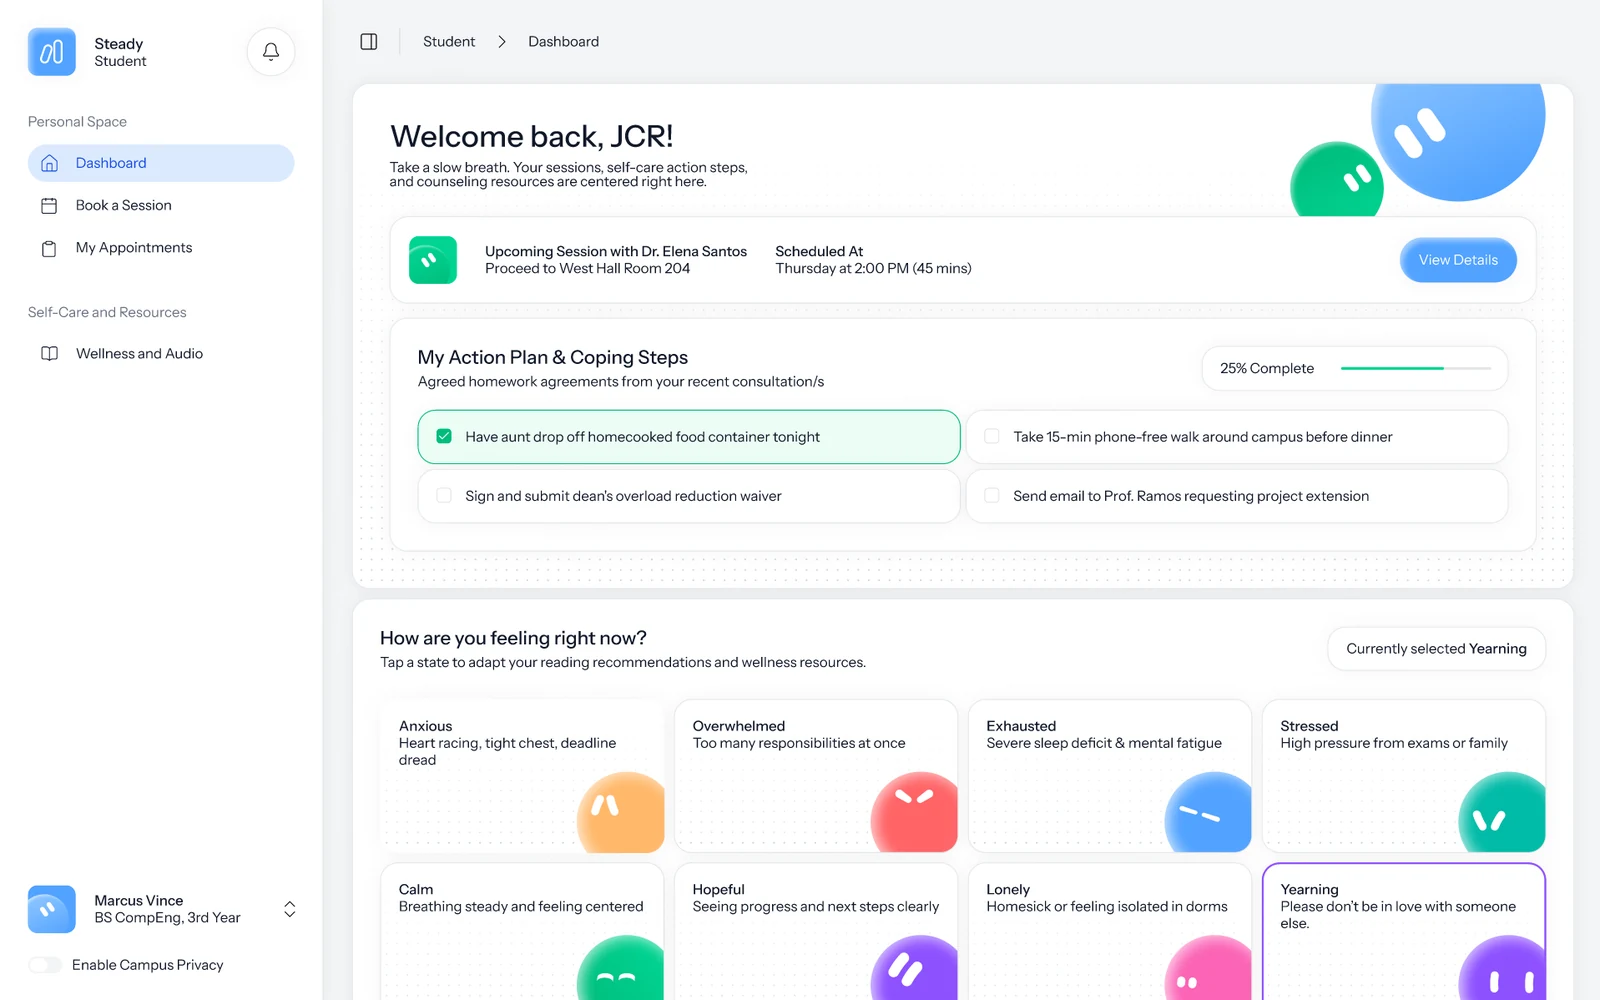 Steady
Student
Personal Space
Dashboard
Book a Session
My Appointments
Self-Care and Resources
Wellness and Audio
Marcus Vince
BS CompEng, 3rd Year
Enable Campus Privacy
Student
Dashboard
Welcome back, JCR!
Take a slow breath. Your sessions, self-care action steps,
and counseling resources are centered right here.
Upcoming Session with Dr. Elena Santos
Proceed to West Hall Room 204
Scheduled At
Thursday at 2:00 PM (45 mins)
View Details
My Action Plan & Coping Steps
Agreed homework agreements from your recent consultation/s
25% Complete
Have aunt drop off homecooked food container tonight
Take 15-min phone-free walk around campus before dinner
Sign and submit dean's overload reduction waiver
Send email to Prof. Ramos requesting project extension
How are you feeling right now?
Tap a state to adapt your reading recommendations and wellness resources.
Currently selected Yearning
Anxious
Heart racing, tight chest, deadline
dread
Overwhelmed
Too many responsibilities at once
Exhausted
Severe sleep deficit & mental fatigue
Stressed
High pressure from exams or family
Calm
Breathing steady and feeling centered
Hopeful
Seeing progress and next steps clearly
Lonely
Homesick or feeling isolated in dorms
Yearning
Please don't be in love with someone
else.